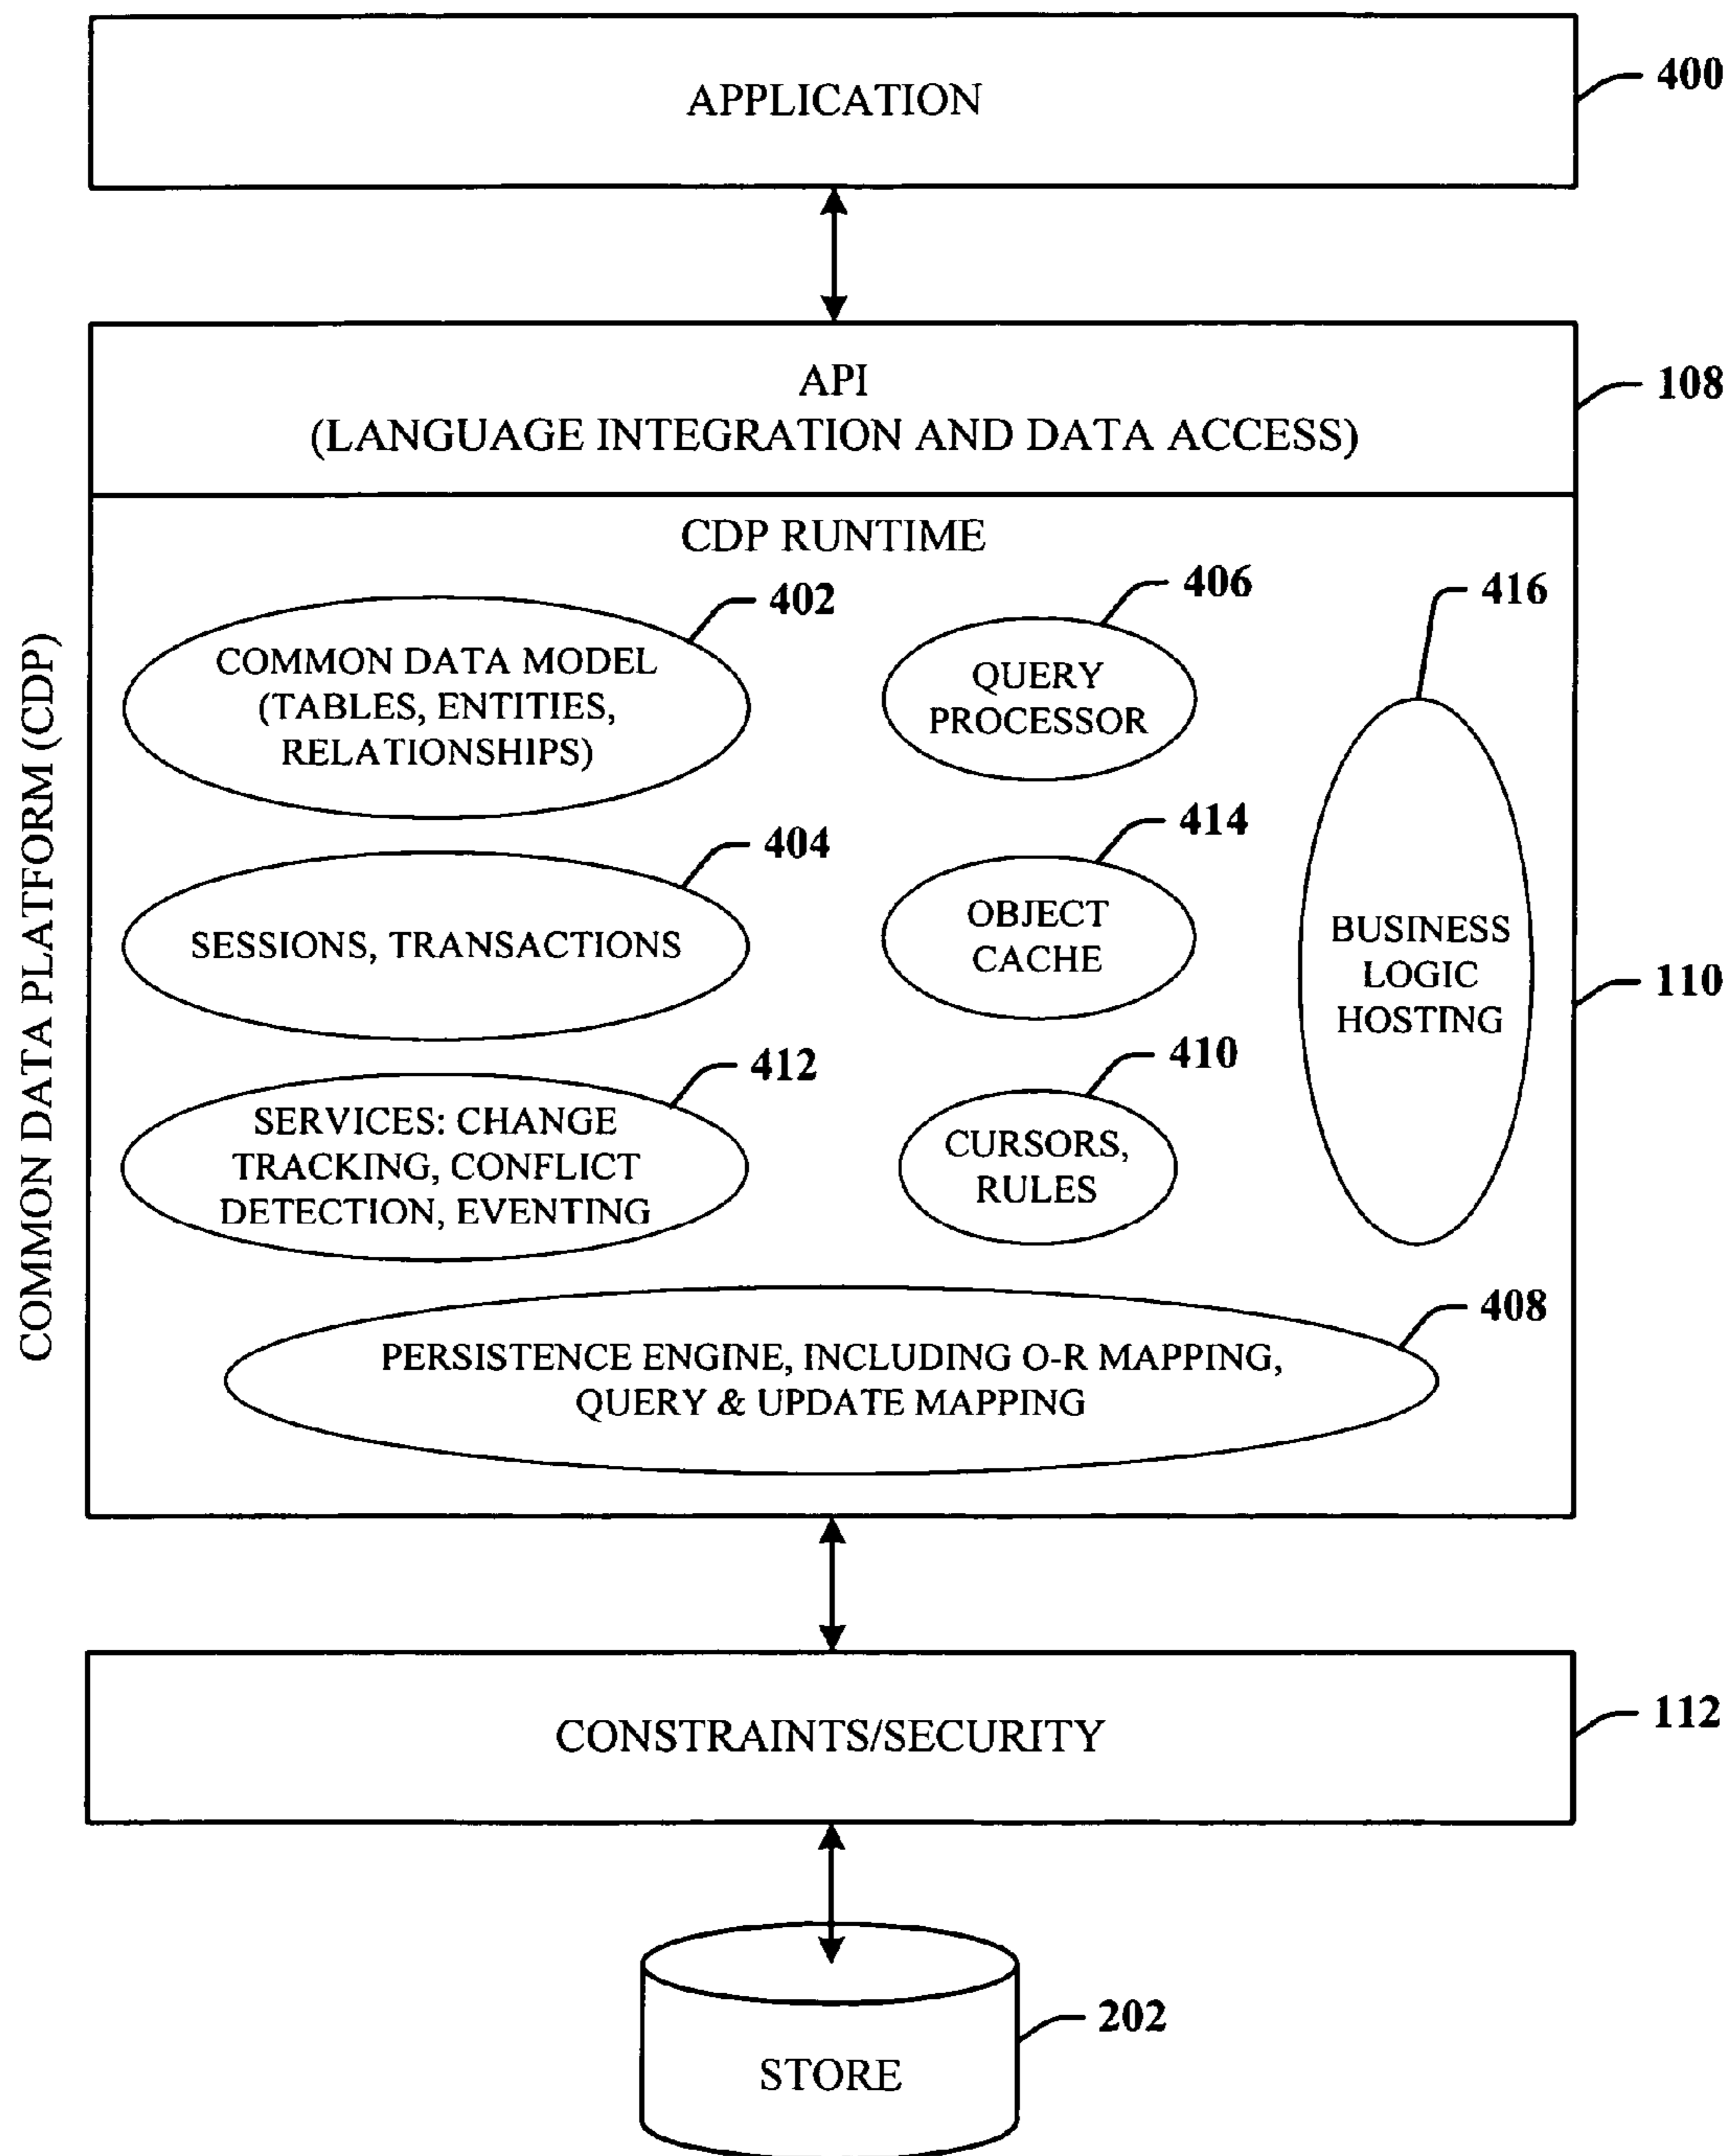 APPLICATION
400
API
(LANGUAGE INTEGRATION AND DATA ACCESS)
108
COMMON DATA PLATFORM (CDP)
CDP RUNTIME
402
COMMON DATA MODEL
(TABLES, ENTITIES,
RELATIONSHIPS)
406
QUERY
PROCESSOR
416
BUSINESS
LOGIC
HOSTING
404
SESSIONS, TRANSACTIONS
414
OBJECT
CACHE
110
412
SERVICES: CHANGE
TRACKING, CONFLICT
DETECTION, EVENTING
410
CURSORS,
RULES
408
PERSISTENCE ENGINE, INCLUDING O-R MAPPING,
QUERY & UPDATE MAPPING
CONSTRAINTS/SECURITY
112
202
STORE